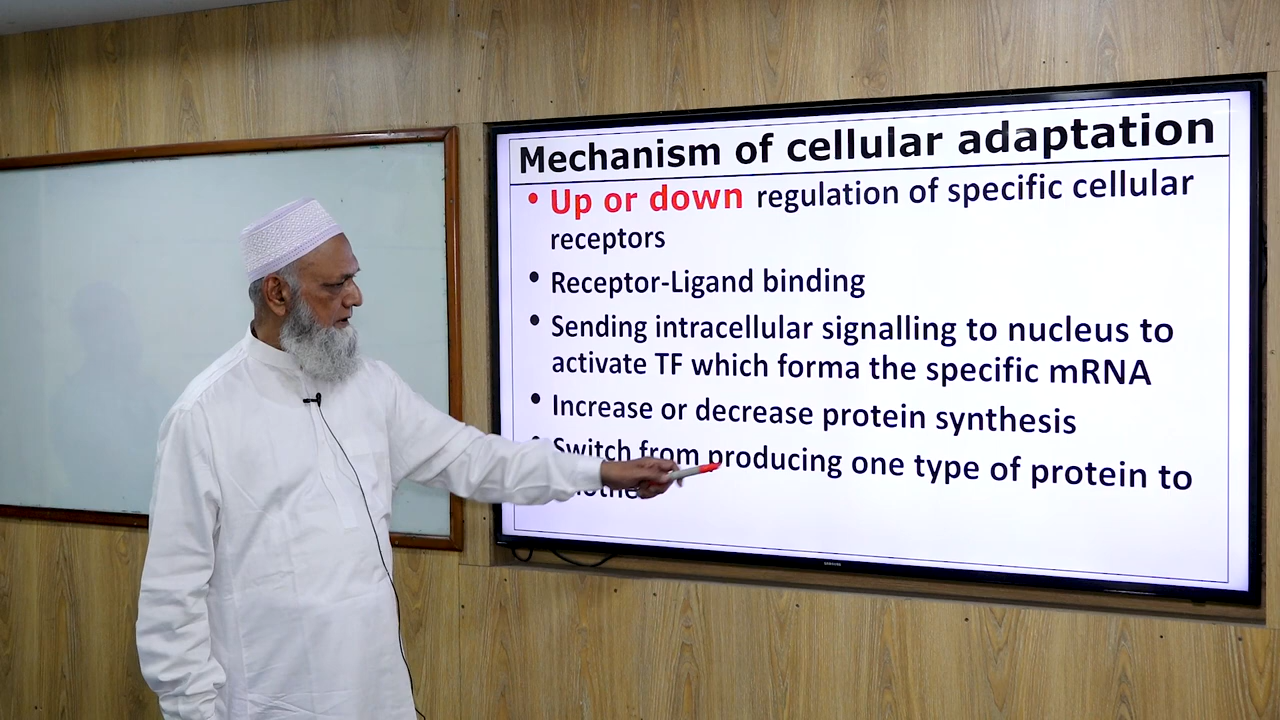 Mechanism of cellular adaptation
• Up or down regulation of specific cellular
receptors
• Receptor-Ligand binding
• Sending intracellular signalling to nucleus to
activate TF which forma the specific mRNA
• Increase or decrease protein synthesis
• Switch from producing one type of protein to
SAMSUNG